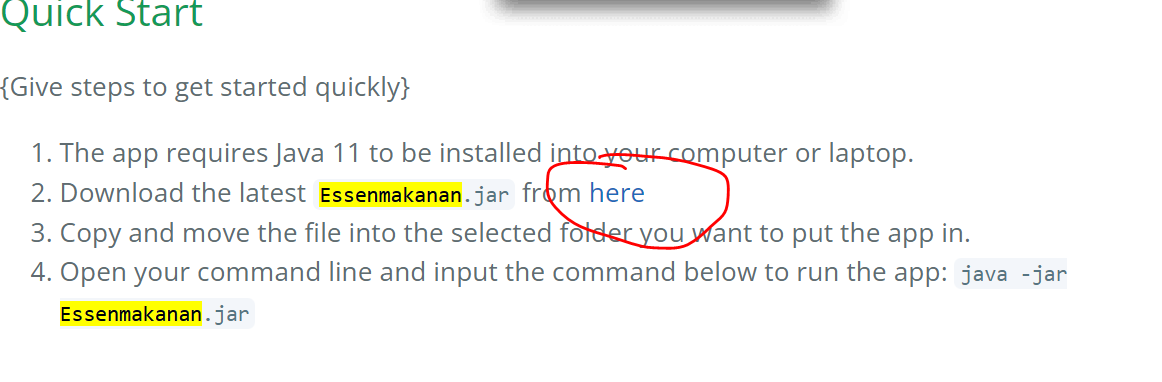 Quick Start
{Give steps to get started quickly}
1. The app requires Java 11 to be installed into your computer or laptop.
2. Download the latest Essenmakanan.jar from here
3. Copy and move the file into the selected folder you want to put the app in.
4. Open your command line and input the command below to run the app: java -jar
Essenmakanan.jar